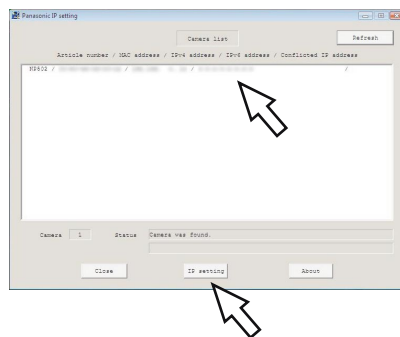 Panasonic IP setting
Camera List
Refresh
Article number / MAC address / IPv4 address / IPv6 address / Conflicted IP address
NP502 / / / /
Camera 1 Status Camera was found.
Close IP setting About